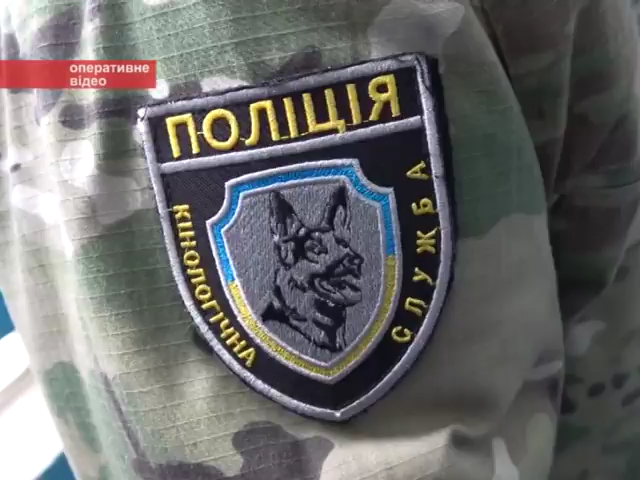 оперативне
відео
ПОЛІЦІЯ
КІНОЛОГІЧНА
СЛУЖБА